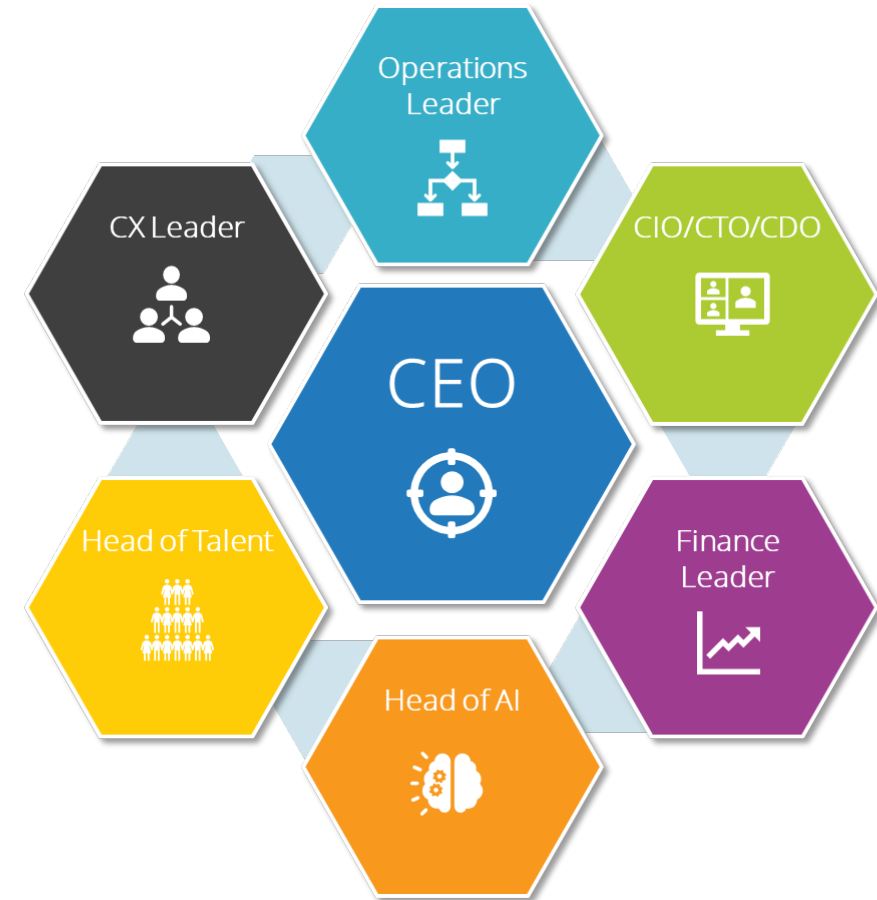 Operations
Leader
CX Leader
CIO/CTO/CDO
CEO
Head of Talent
Finance
Leader
Head of AI